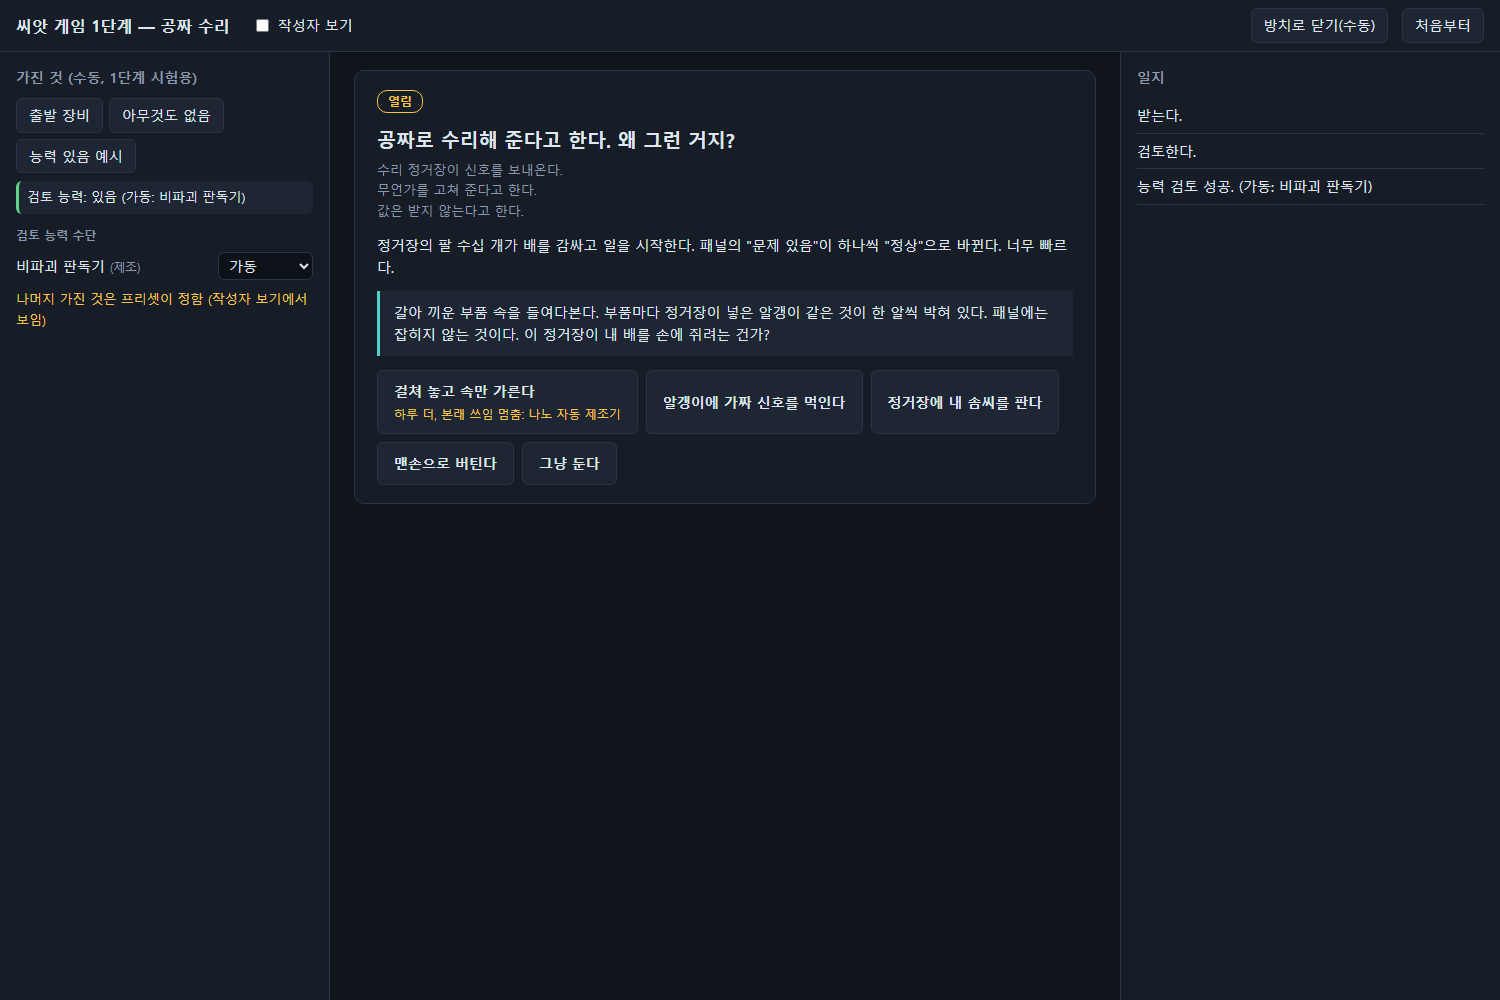 씨앗 게임 1단계 — 공짜 수리
작성자 보기
방치로 닫기(수동)
처음부터
가진 것 (수동, 1단계 시험용)
출발 장비
아무것도 없음
능력 있음 예시
검토 능력: 있음 (가동: 비파괴 판독기)
검토 능력 수단
비파괴 판독기 (제조)
가동
나머지 가진 것은 프리셋이 정함 (작성자 보기에서
보임)
열림
공짜로 수리해 준다고 한다. 왜 그런 거지?
수리 정거장이 신호를 보내온다.
무언가를 고쳐 준다고 한다.
값은 받지 않는다고 한다.
정거장의 팔 수십 개가 배를 감싸고 일을 시작한다. 패널의 "문제 있음"이 하나씩 "정상"으로 바뀐다. 너무 빠르
다.
갈아 끼운 부품 속을 들여다본다. 부품마다 정거장이 넣은 알갱이 같은 것이 한 알씩 박혀 있다. 패널에는
잡히지 않는 것이다. 이 정거장이 내 배를 손에 쥐려는 건가?
걸쳐 놓고 속만 가른다
하루 더, 본래 쓰임 멈춤: 나노 자동 제조기
알갱이에 가짜 신호를 먹인다
정거장에 내 솜씨를 판다
맨손으로 버틴다
그냥 둔다
일지
받는다.
검토한다.
능력 검토 성공. (가동: 비파괴 판독기)